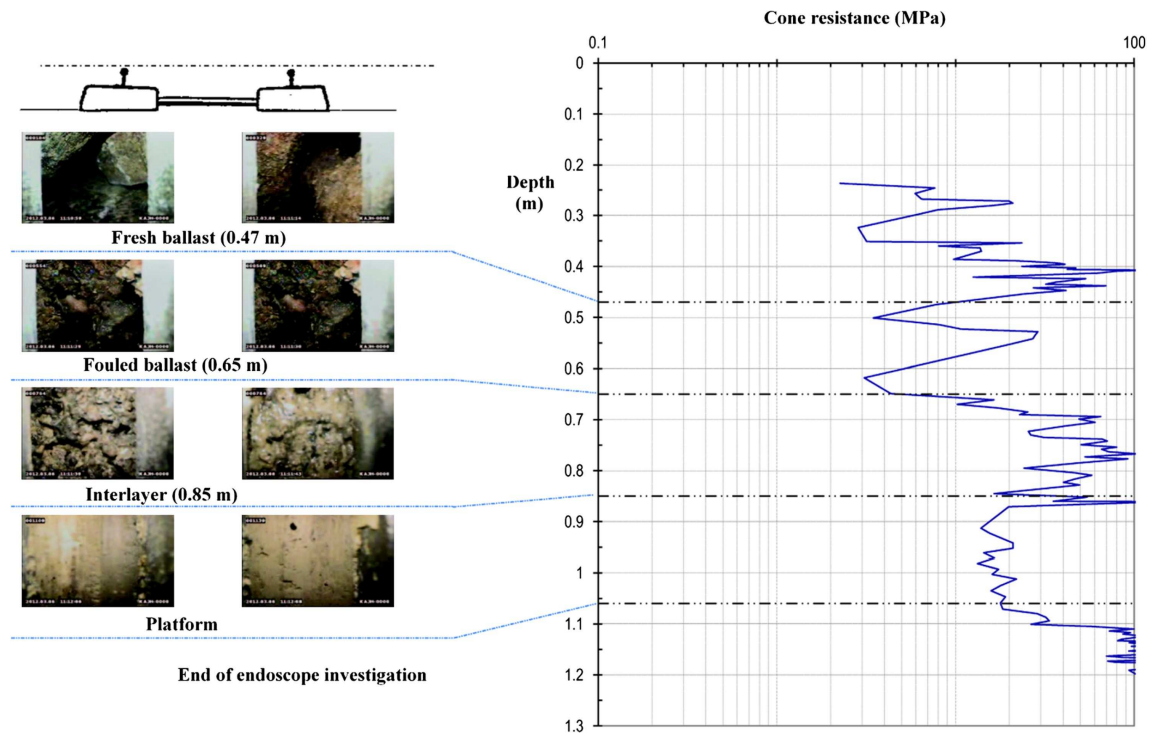 Cone resistance (MPa)
0.1
100
0
0.1
0.2
Depth
(m)
0.3
0.4
0.5
0.6
0.7
0.8
0.9
1
1.1
1.2
1.3
Fresh ballast (0.47 m)
Fouled ballast (0.65 m)
Interlayer (0.85 m)
Platform
End of endoscope investigation